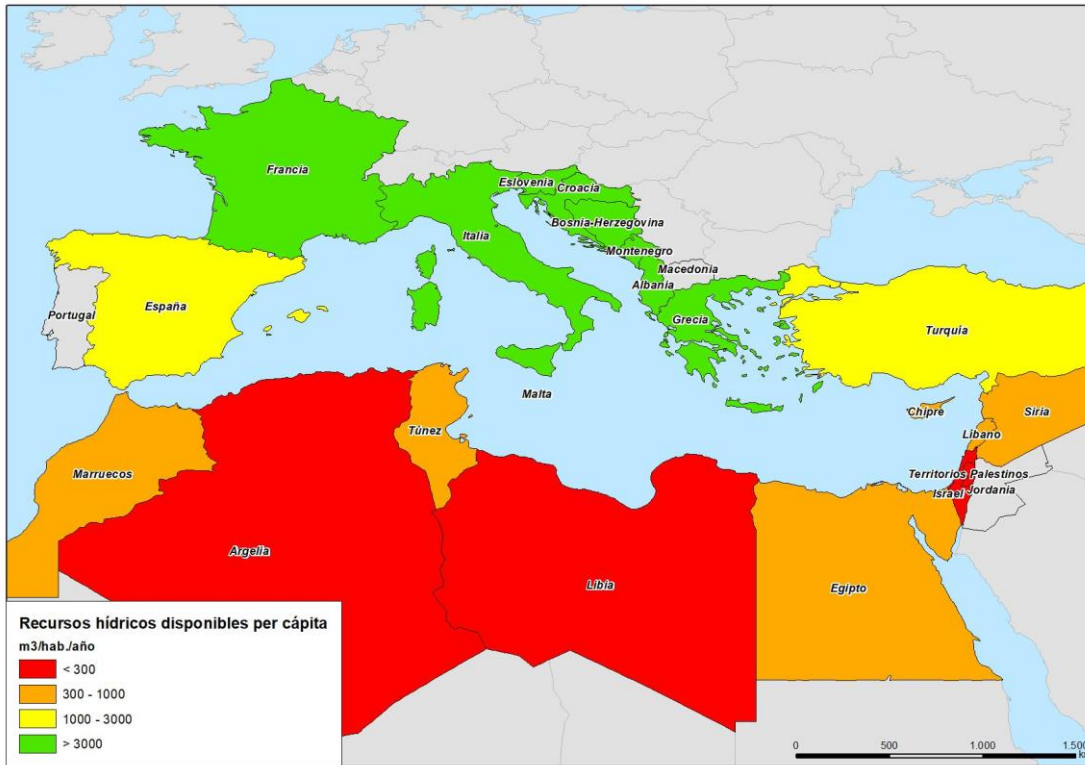 Francia
Eslovenia
Croacia
Bosnia-Herzegovina
Italia
Montenegro
Macedonia
Albania
Portugal
España
Grecia
Turquía
Malta
Chipre
Siria
Túnez
Líbano
Marruecos
Territorios Palestinos
Israel
Jordania
Argelia
Libia
Egipto
Recursos hídricos disponibles per cápita
m3/hab./año
< 300
300 - 1000
1000 - 3000
> 3000
0 500 1.000 1.500